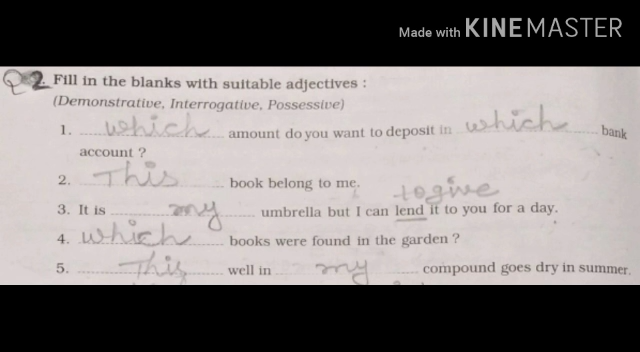 Made with KINEMASTER
Q 2. Fill in the blanks with suitable adjectives :
(Demonstrative, Interrogative, Possessive)
1. which amount do you want to deposit in which bank
account ?
2. This book belong to me.
to give
3. It is my umbrella but I can lend it to you for a day.
4. which books were found in the garden ?
5. This well in my compound goes dry in summer.